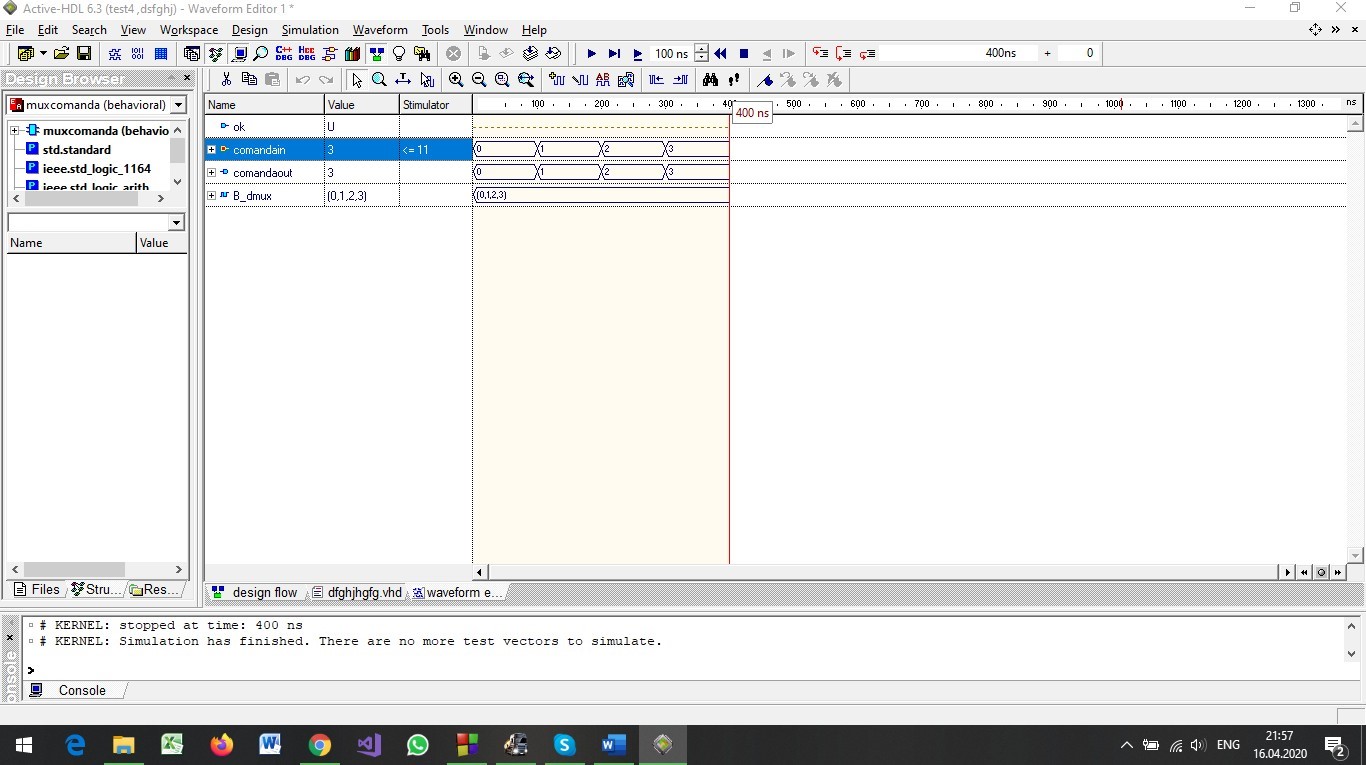 Active-HDL 6.3 (test4 ,dsfghj) - Waveform Editor 1 *
File Edit Search View Workspace Design Simulation Waveform Tools Window Help
C++ DBG HCC DBG 100 ns 400ns + 0
Design Browser
muxcomanda (behavioral)
muxcomanda (behavio
std.standard
ieee.std_logic_1164
ieee.std_logic_arith
Name Value
Files Stru... Res...
Name Value Stimulator 100 200 300 400 500 600 700 800 900 1000 1100 1200 1300 ns
400 ns
ok U
comandain 3 <= 11 0 1 2 3
comandaout 3 0 1 2 3
B_dmux (0,1,2,3) (0,1,2,3)
design flow dfghjhgfg.vhd waveform e...
# KERNEL: stopped at time: 400 ns
# KERNEL: Simulation has finished. There are no more test vectors to simulate.
>
onsole
Console
ENG
21:57
16.04.2020
2